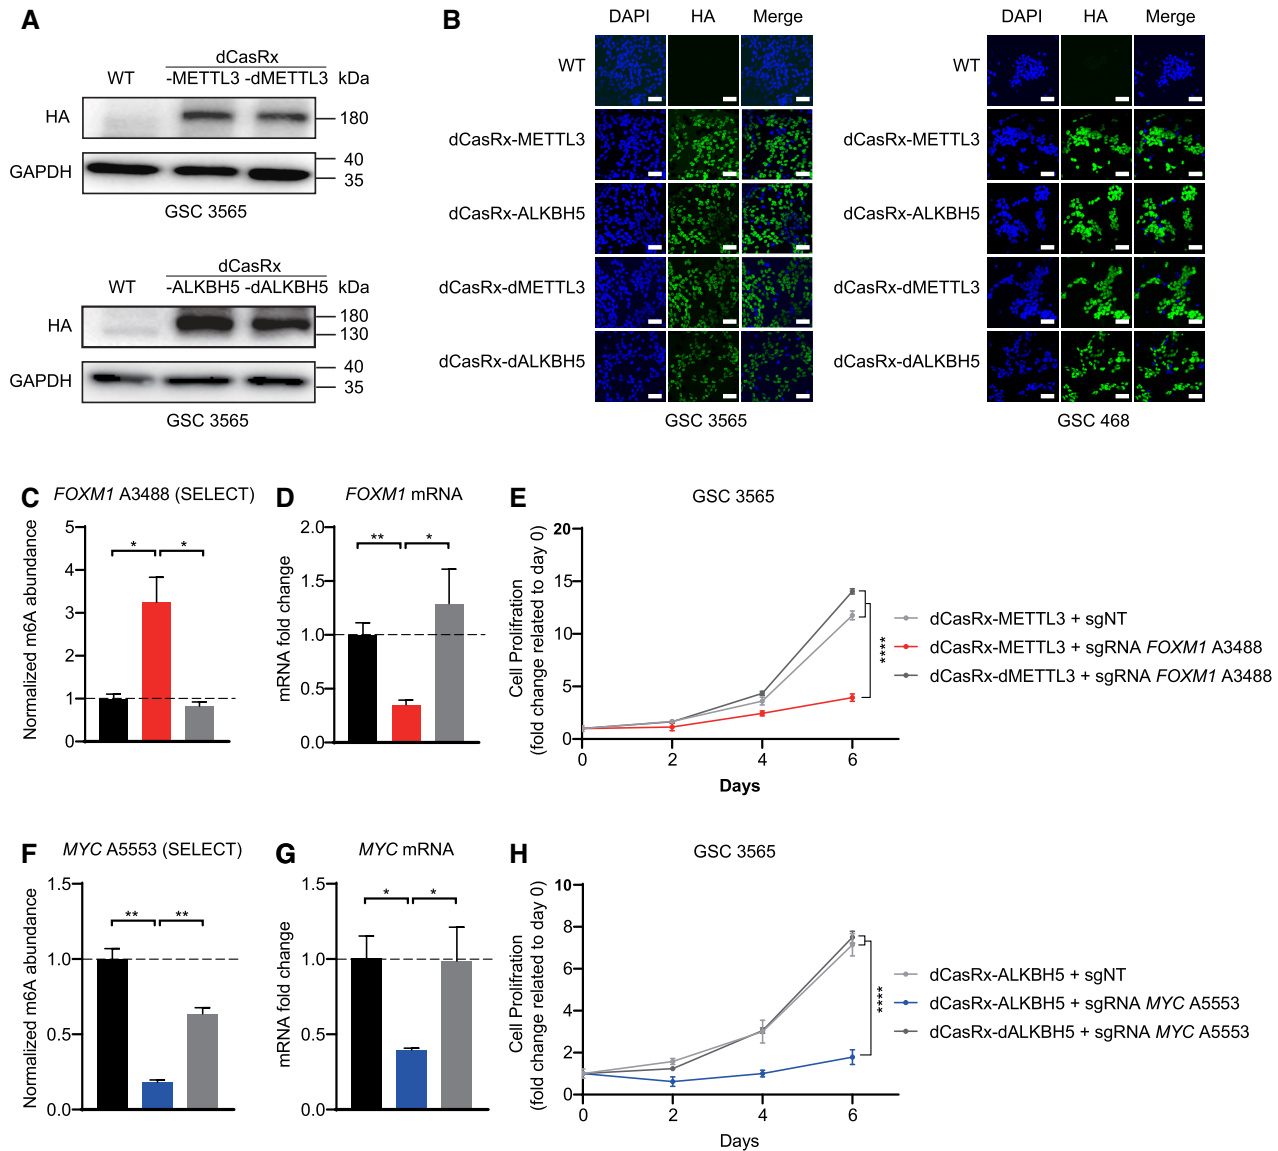 A
dCasRx
WT -METTL3 -dMETTL3 kDa
HA 180
GAPDH 40
35
GSC 3565
dCasRx
WT -ALKBH5 -dALKBH5 kDa
HA 180
130
GAPDH 40
35
GSC 3565
B
DAPI HA Merge
WT
dCasRx-METTL3
dCasRx-ALKBH5
dCasRx-dMETTL3
dCasRx-dALKBH5
GSC 3565
DAPI HA Merge
WT
dCasRx-METTL3
dCasRx-ALKBH5
dCasRx-dMETTL3
dCasRx-dALKBH5
GSC 468
C
FOXM1 A3488 (SELECT)
Normalized m6A abundance
5
4
3
2
1
0
* *
D
FOXM1 mRNA
mRNA fold change
2.0
1.5
1.0
0.5
0.0
** *
E
GSC 3565
Cell Prolifration
(fold change related to day 0)
20
15
10
5
0
0 2 4 6
Days
****
dCasRx-METTL3 + sgNT
dCasRx-METTL3 + sgRNA FOXM1 A3488
dCasRx-dMETTL3 + sgRNA FOXM1 A3488
F
MYC A5553 (SELECT)
Normalized m6A abundance
1.5
1.0
0.5
0.0
** **
G
MYC mRNA
mRNA fold change
1.5
1.0
0.5
0.0
* *
H
GSC 3565
Cell Prolifration
(fold change related to day 0)
10
8
6
4
2
0
0 2 4 6
Days
****
dCasRx-ALKBH5 + sgNT
dCasRx-ALKBH5 + sgRNA MYC A5553
dCasRx-dALKBH5 + sgRNA MYC A5553